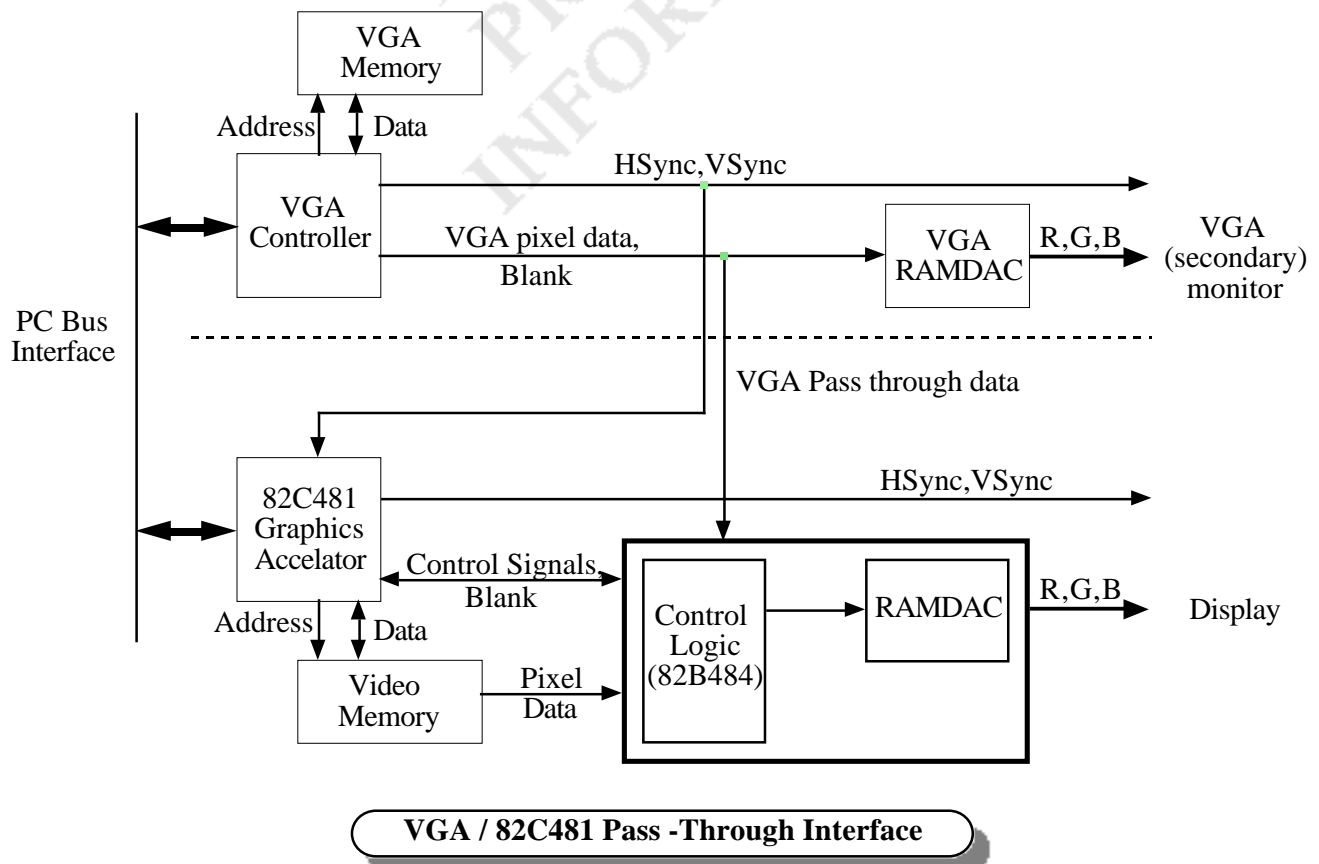 VGA
Memory
Address
Data
HSync,VSync
VGA
Controller
VGA pixel data,
Blank
VGA
RAMDAC
R,G,B
VGA
(secondary)
monitor
PC Bus
Interface
VGA Pass through data
82C481
Graphics
Accelator
HSync,VSync
Control Signals,
Blank
Control
Logic
(82B484)
RAMDAC
R,G,B
Display
Address
Data
Video
Memory
Pixel
Data
VGA / 82C481 Pass -Through Interface